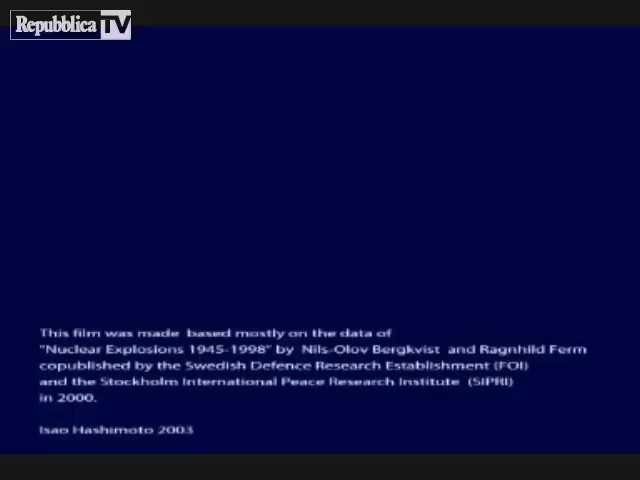 Repubblica TV
This film was made based mostly on the data of
"Nuclear Explosions 1945-1998" by Nils-Olov Bergkvist and Ragnhild Ferm
copublished by the Swedish Defence Research Establishment (FOI)
and the Stockholm International Peace Research Institute (SIPRI)
in 2000.
Isao Hashimoto 2003